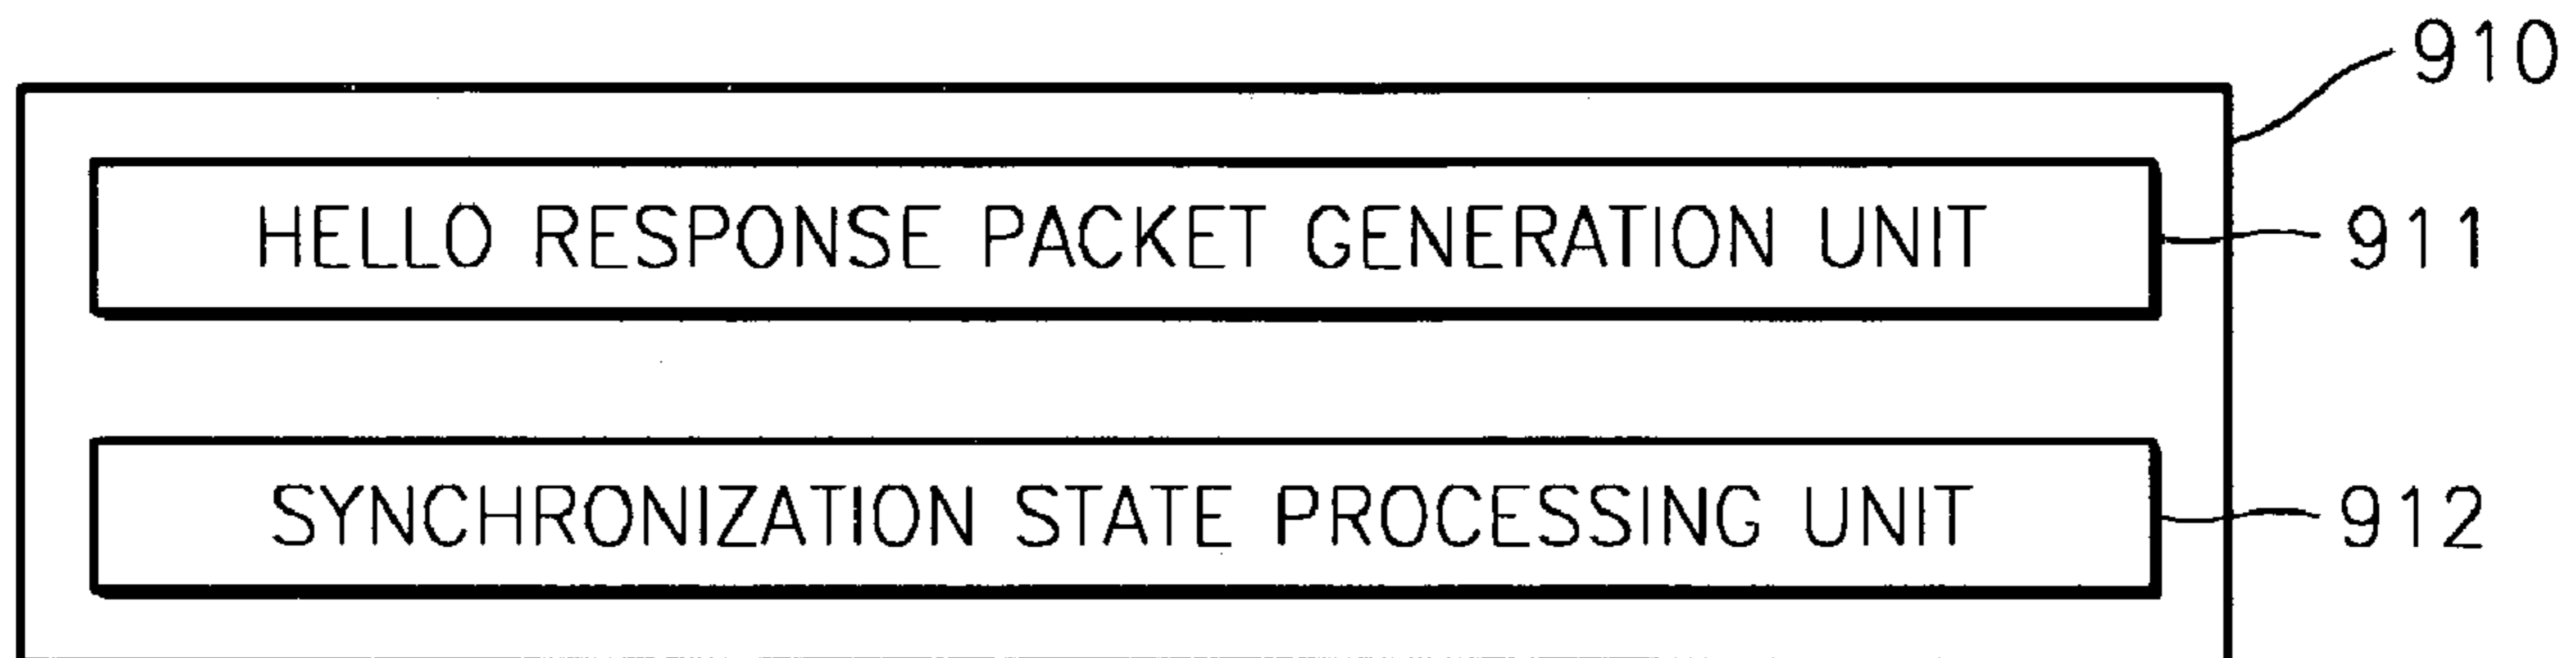 910
HELLO RESPONSE PACKET GENERATION UNIT 911
SYNCHRONIZATION STATE PROCESSING UNIT 912